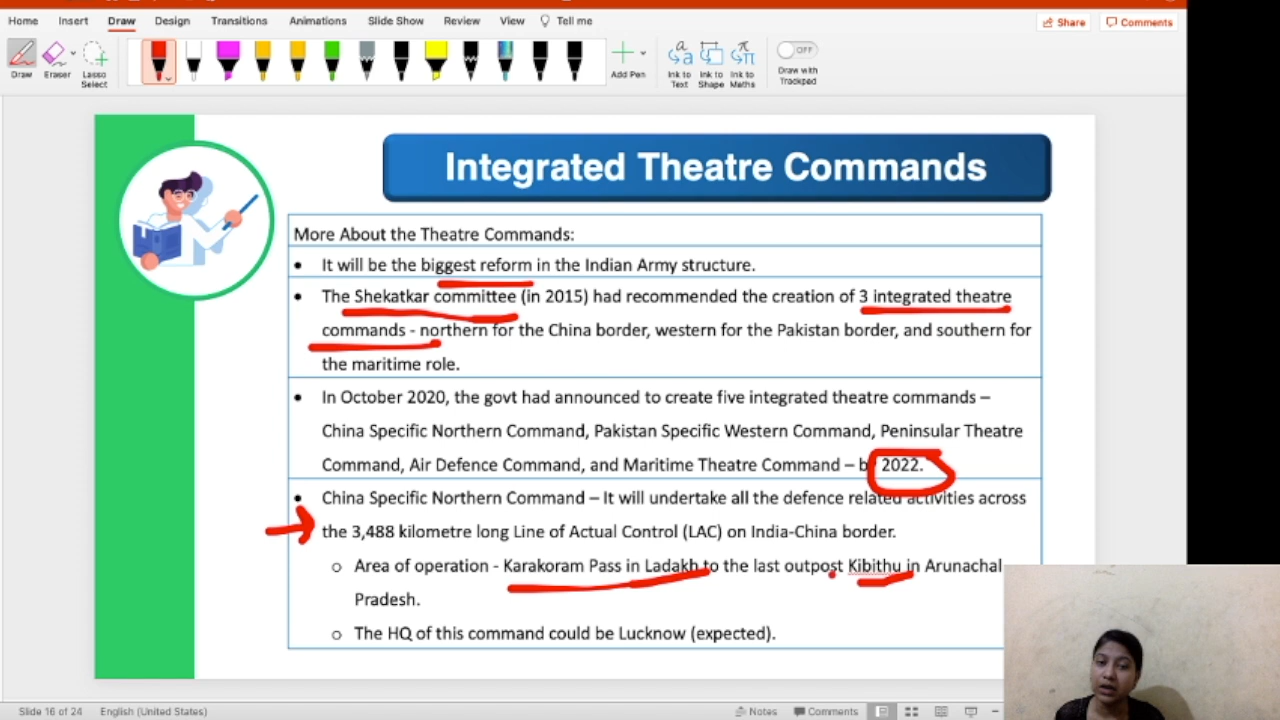 Home Insert Draw Design Transitions Animations Slide Show Review View Tell me Share Comments
Draw Eraser Lasso Select Add Pen Ink to Text Ink to Shape Ink to Maths OFF Draw with Trackpad
Integrated Theatre Commands
More About the Theatre Commands:
• It will be the biggest reform in the Indian Army structure.
• The Shekatkar committee (in 2015) had recommended the creation of 3 integrated theatre
commands - northern for the China border, western for the Pakistan border, and southern for
the maritime role.
• In October 2020, the govt had announced to create five integrated theatre commands –
China Specific Northern Command, Pakistan Specific Western Command, Peninsular Theatre
Command, Air Defence Command, and Maritime Theatre Command – by 2022.
• China Specific Northern Command – It will undertake all the defence related activities across
the 3,488 kilometre long Line of Actual Control (LAC) on India-China border.
o Area of operation - Karakoram Pass in Ladakh to the last outpost Kibithu in Arunachal
Pradesh.
o The HQ of this command could be Lucknow (expected).
Slide 16 of 24 English (United States) Notes Comments